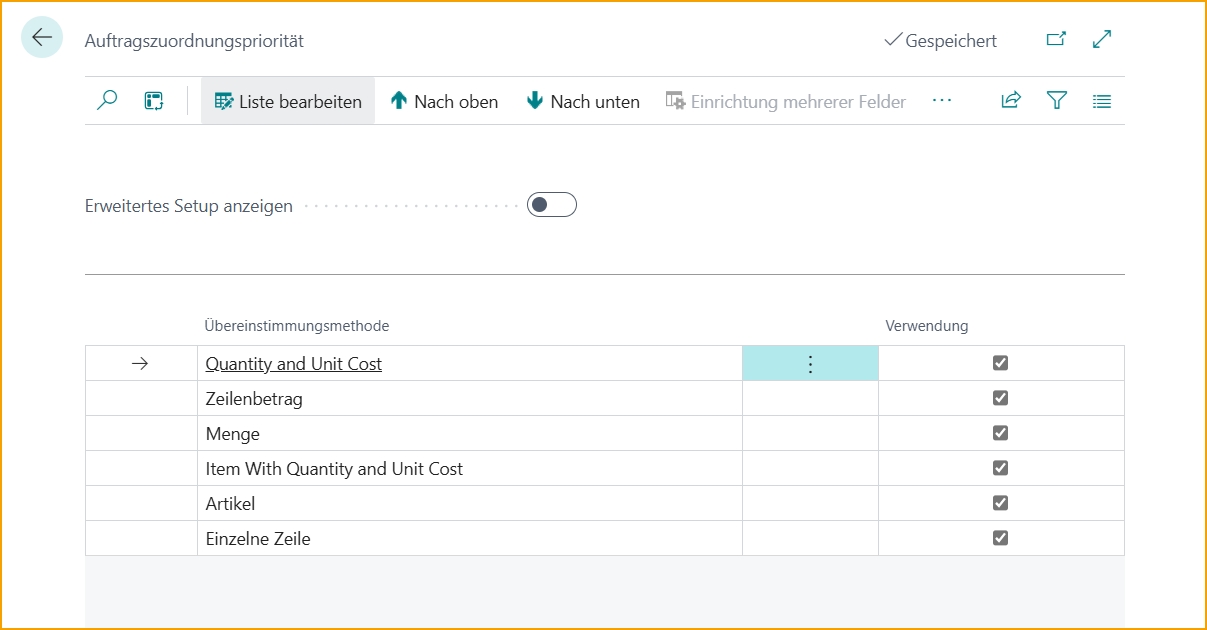 Auftragszuordnungspriorität
Gespeichert
Liste bearbeiten Nach oben Nach unten Einrichtung mehrerer Felder
Erweitertes Setup anzeigen
Übereinstimmungsmethode Verwendung
Quantity and Unit Cost
Zeilenbetrag
Menge
Item With Quantity and Unit Cost
Artikel
Einzelne Zeile